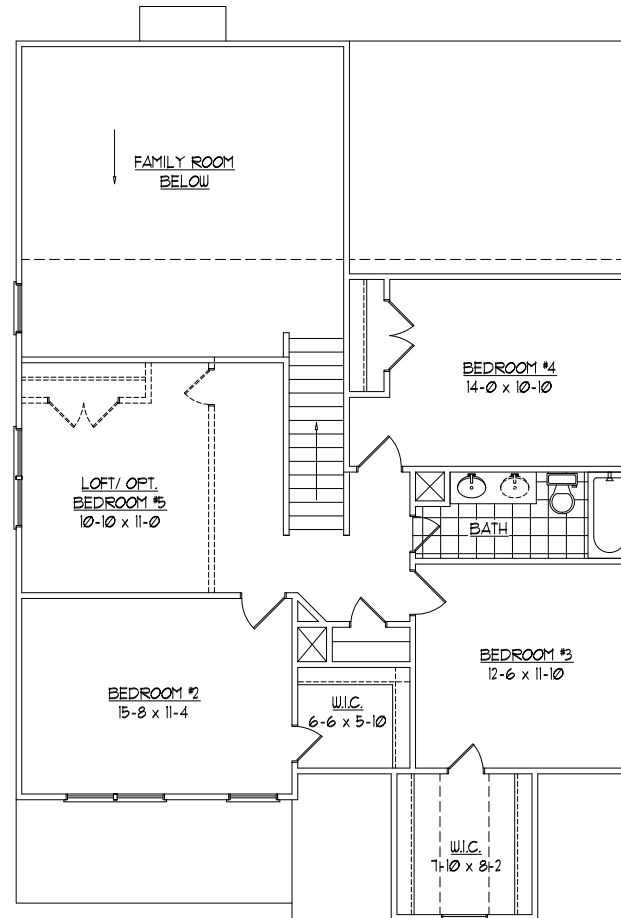 FAMILY ROOM
BELOW
BEDROOM #4
14-0 x 10-10
LOFT/ OPT.
BEDROOM #5
10-10 x 11-0
BATH
BEDROOM #3
12-6 x 11-10
BEDROOM #2
15-8 x 11-4
W.I.C.
6-6 x 5-10
W.I.C.
7-10 x 8-2